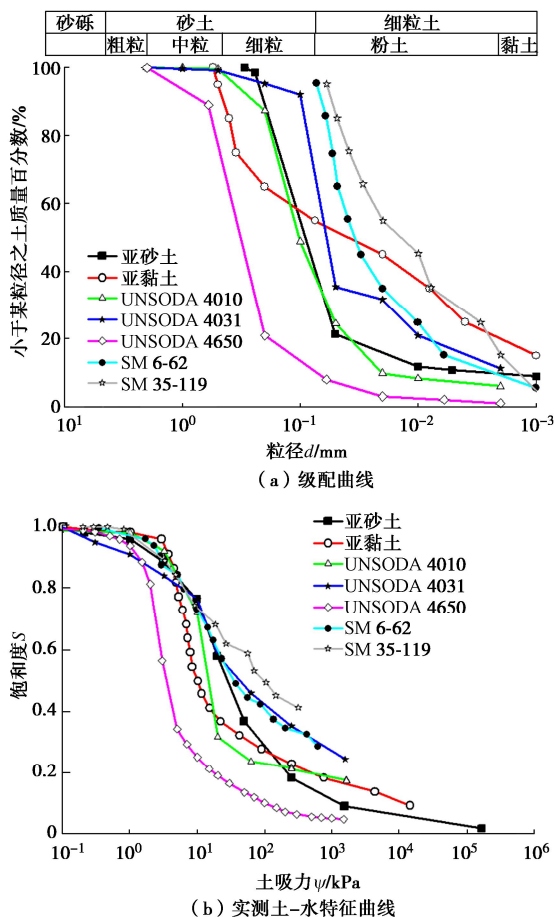 砂砾 砂土 细粒土
粗粒 中粒 细粒 粉土 黏土
小于某粒径之土质量百分数/%
100
80
60
40
20
0
亚砂土
亚黏土
UNSODA 4010
UNSODA 4031
UNSODA 4650
SM 6-62
SM 35-119
10¹ 10⁰ 10⁻¹ 10⁻² 10⁻³
粒径d/mm
（a）级配曲线
饱和度S
1.0
0.8
0.6
0.4
0.2
0
亚砂土
亚黏土
UNSODA 4010
UNSODA 4031
UNSODA 4650
SM 6-62
SM 35-119
10⁻¹ 10⁰ 10¹ 10² 10³ 10⁴ 10⁵ 10⁶
土吸力ψ/kPa
（b）实测土-水特征曲线